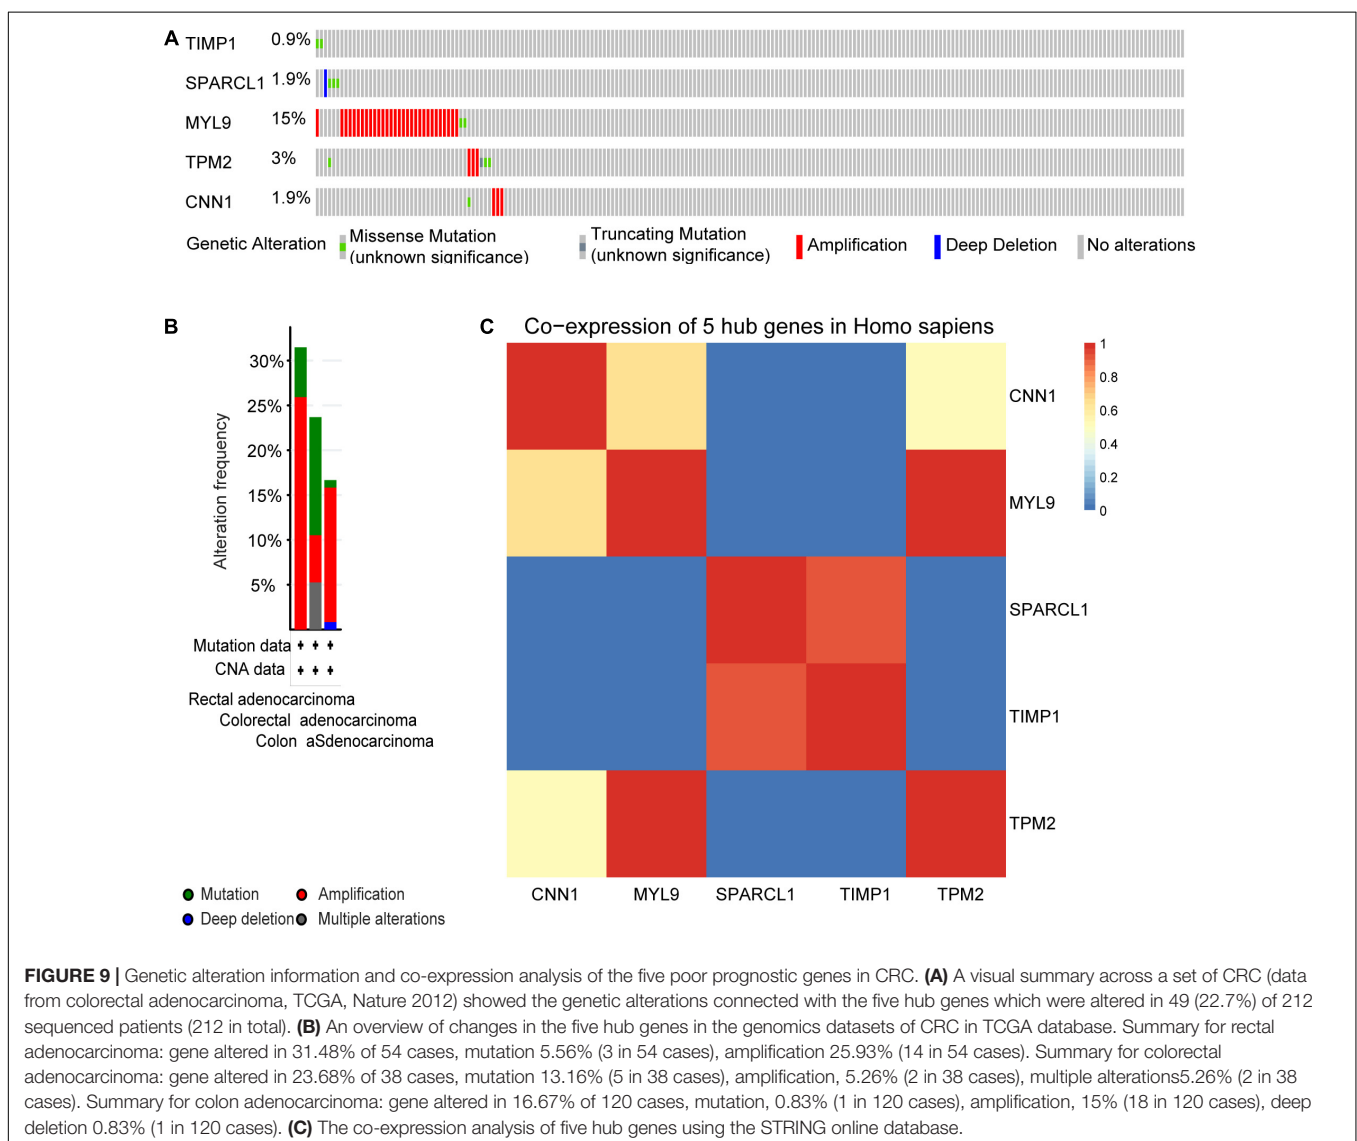 A
TIMP1 0.9%
SPARCL1 1.9%
MYL9 15%
TPM2 3%
CNN1 1.9%
Genetic Alteration
Missense Mutation
(unknown significance)
Truncating Mutation
(unknown significance)
Amplification
Deep Deletion
No alterations
B
Alteration frequency
30%
25%
20%
15%
10%
5%
Mutation data + + +
CNA data + + +
Rectal adenocarcinoma
Colorectal adenocarcinoma
Colon aSdenocarcinoma
Mutation
Amplification
Deep deletion
Multiple alterations
C
Co-expression of 5 hub genes in Homo sapiens
CNN1
MYL9
SPARCL1
TIMP1
TPM2
CNN1 MYL9 SPARCL1 TIMP1 TPM2
1
0.8
0.6
0.4
0.2
0
FIGURE 9 | Genetic alteration information and co-expression analysis of the five poor prognostic genes in CRC. (A) A visual summary across a set of CRC (data
from colorectal adenocarcinoma, TCGA, Nature 2012) showed the genetic alterations connected with the five hub genes which were altered in 49 (22.7%) of 212
sequenced patients (212 in total). (B) An overview of changes in the five hub genes in the genomics datasets of CRC in TCGA database. Summary for rectal
adenocarcinoma: gene altered in 31.48% of 54 cases, mutation 5.56% (3 in 54 cases), amplification 25.93% (14 in 54 cases). Summary for colorectal
adenocarcinoma: gene altered in 23.68% of 38 cases, mutation 13.16% (5 in 38 cases), amplification, 5.26% (2 in 38 cases), multiple alterations5.26% (2 in 38
cases). Summary for colon adenocarcinoma: gene altered in 16.67% of 120 cases, mutation, 0.83% (1 in 120 cases), amplification, 15% (18 in 120 cases), deep
deletion 0.83% (1 in 120 cases). (C) The co-expression analysis of five hub genes using the STRING online database.